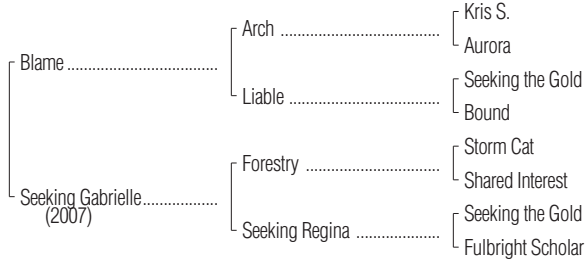 Kris S.
Arch ....................................
Aurora
Blame ....................................
Seeking the Gold
Liable ....................................
Bound
Storm Cat
Forestry ................................
Shared Interest
Seeking Gabrielle..................
(2007)
Seeking the Gold
Seeking Regina ....................
Fulbright Scholar